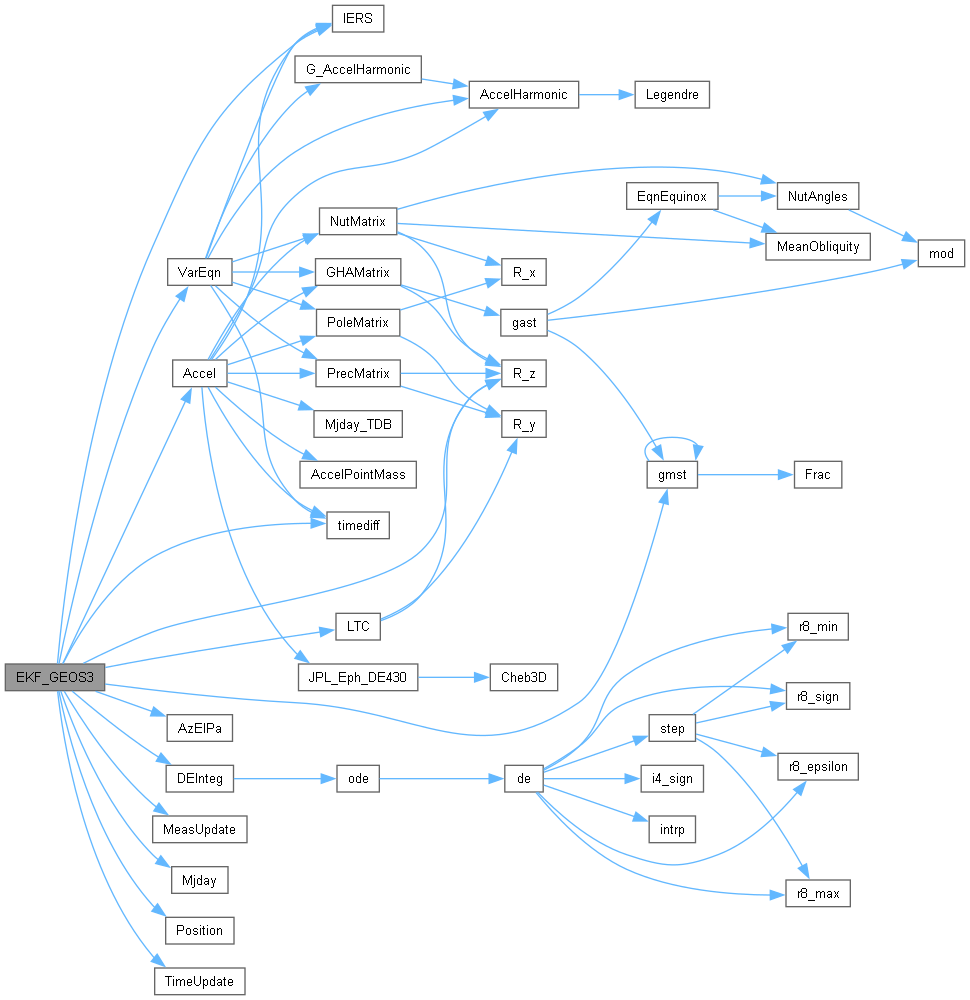 IERS
G_AccelHarmonic
AccelHarmonic
Legendre
EqnEquinox
NutAngles
NutMatrix
MeanObliquity
mod
VarEqn
GHAMatrix
R_x
PoleMatrix
gast
Accel
PrecMatrix
R_z
Mjday_TDB
R_y
AccelPointMass
gmst
Frac
timediff
LTC
r8_min
EKF_GEOS3
JPL_Eph_DE430
Cheb3D
r8_sign
AzElPa
step
r8_epsilon
DEInteg
ode
de
i4_sign
MeasUpdate
intrp
Mjday
r8_max
Position
TimeUpdate